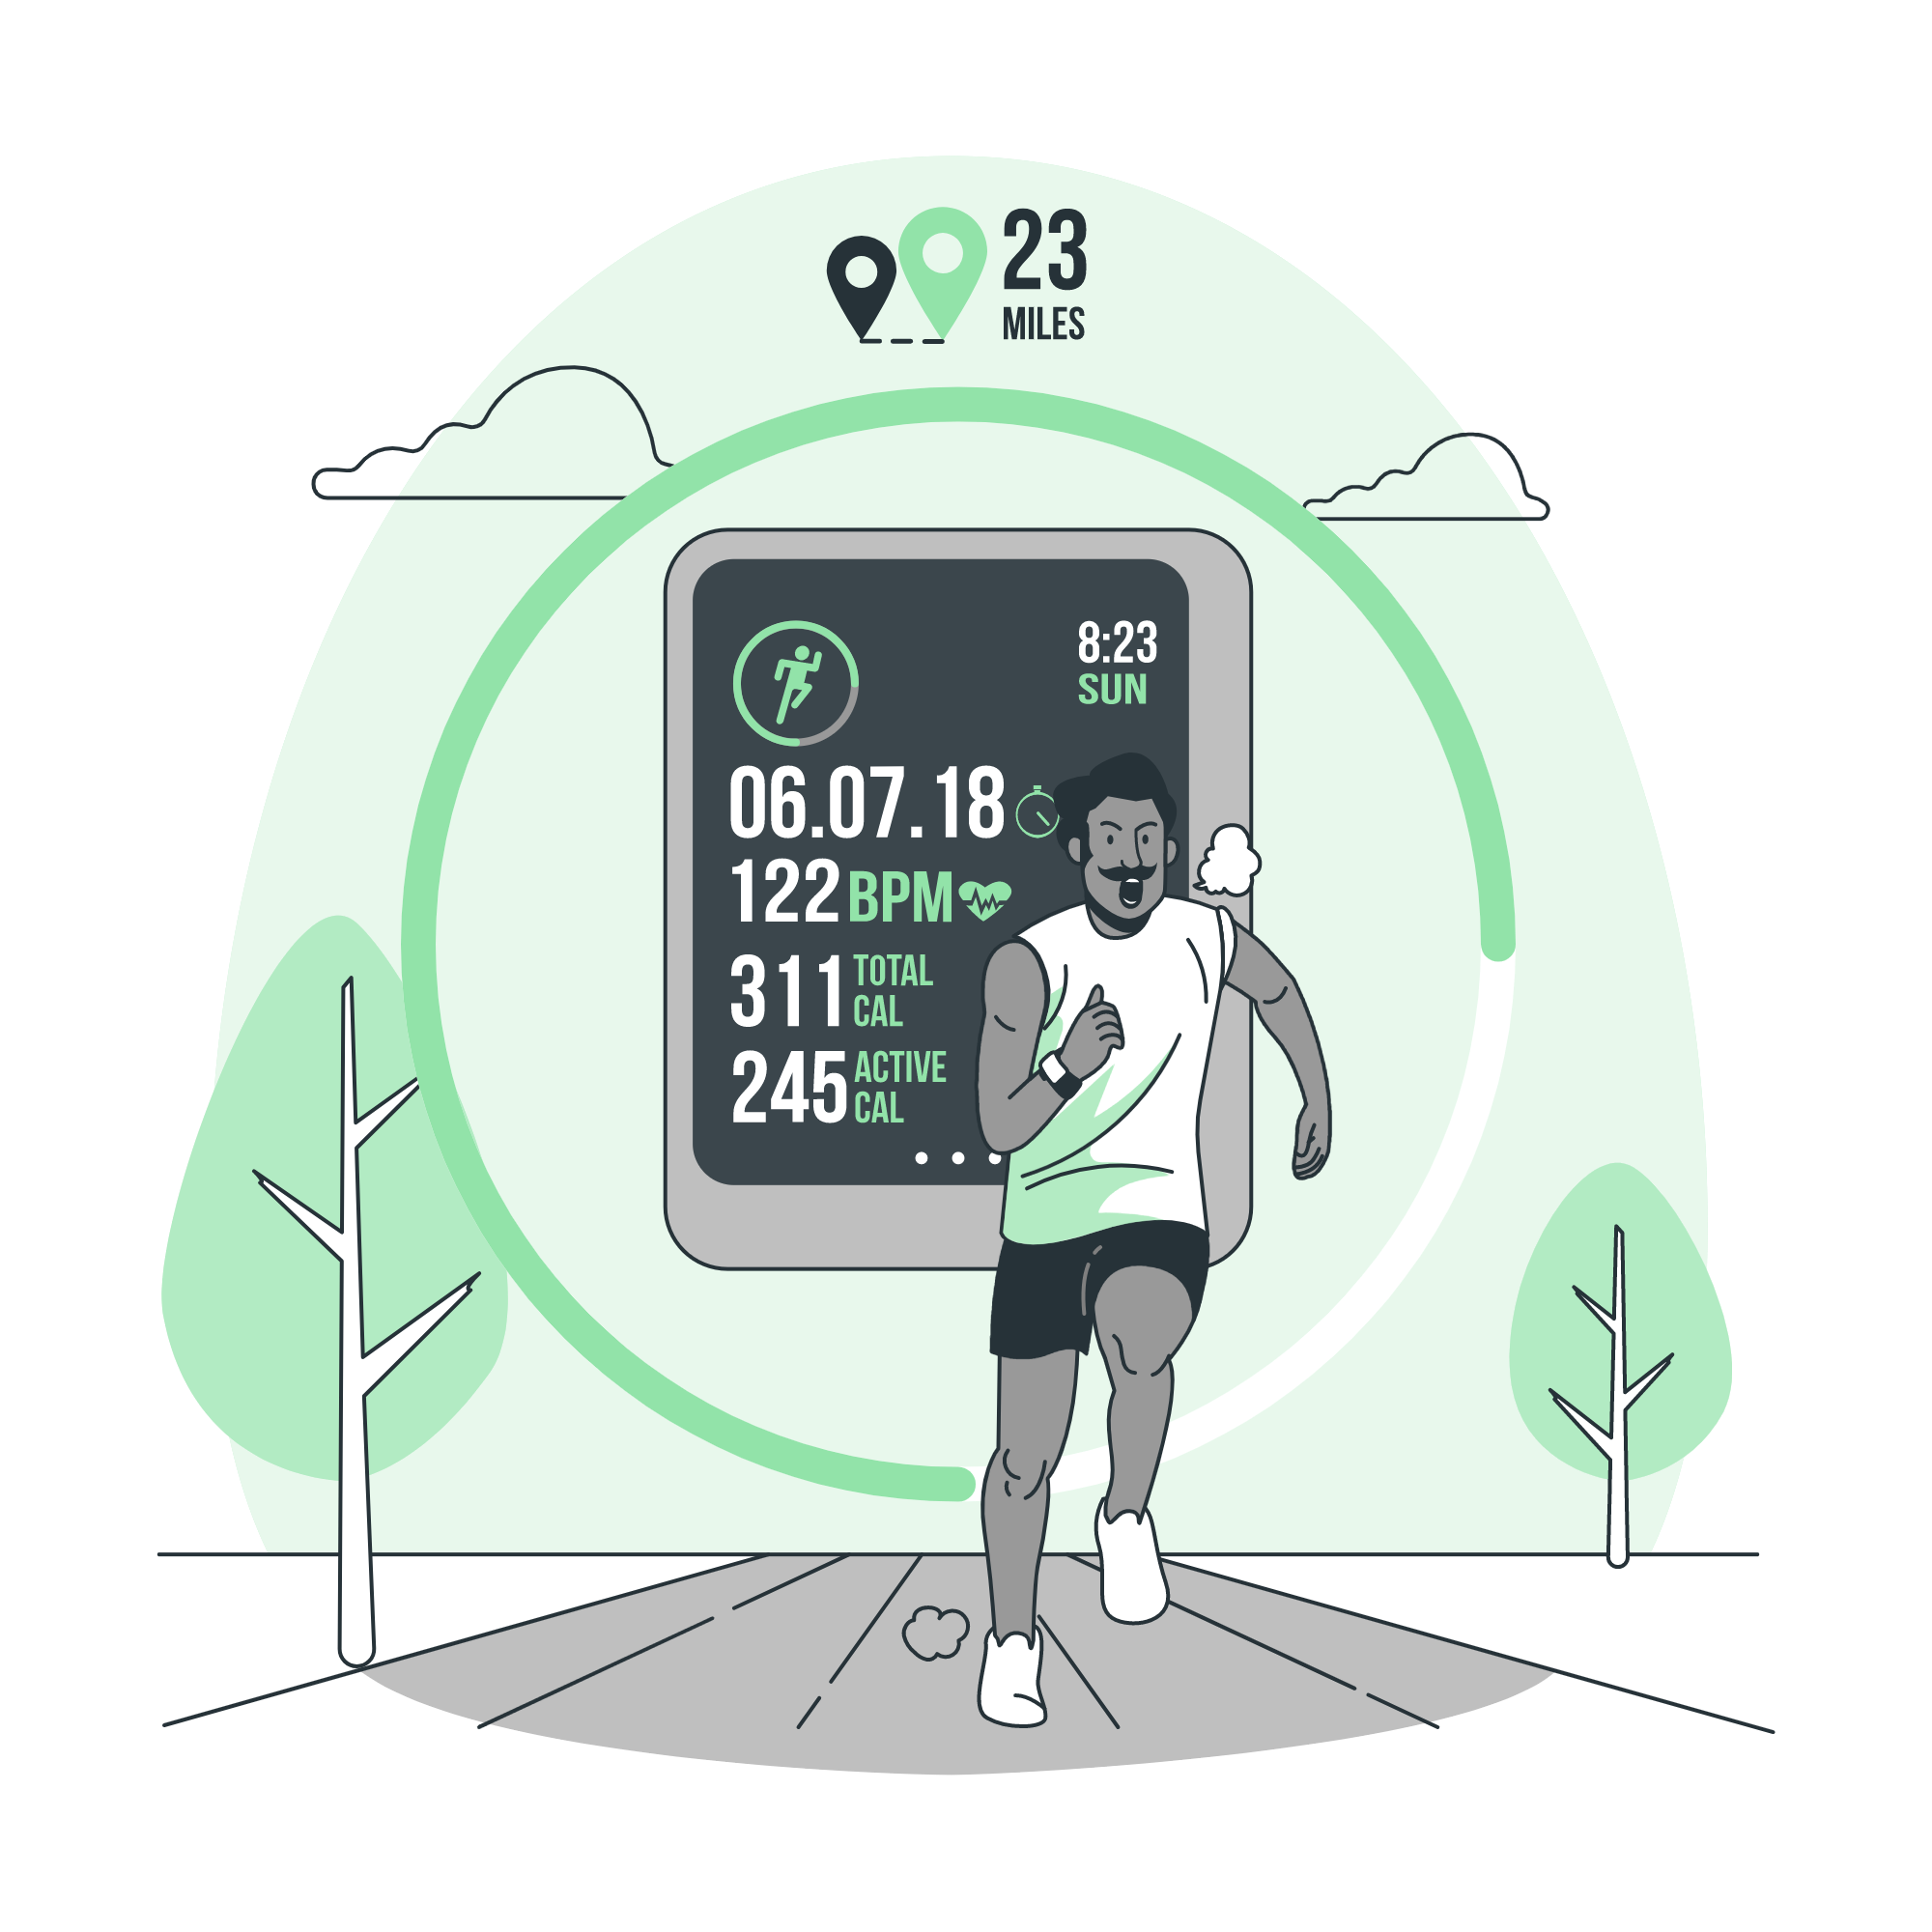 23
MILES
8:23
SUN
06.07.18
122 BPM
311 TOTAL
CAL
245 ACTIVE
CAL